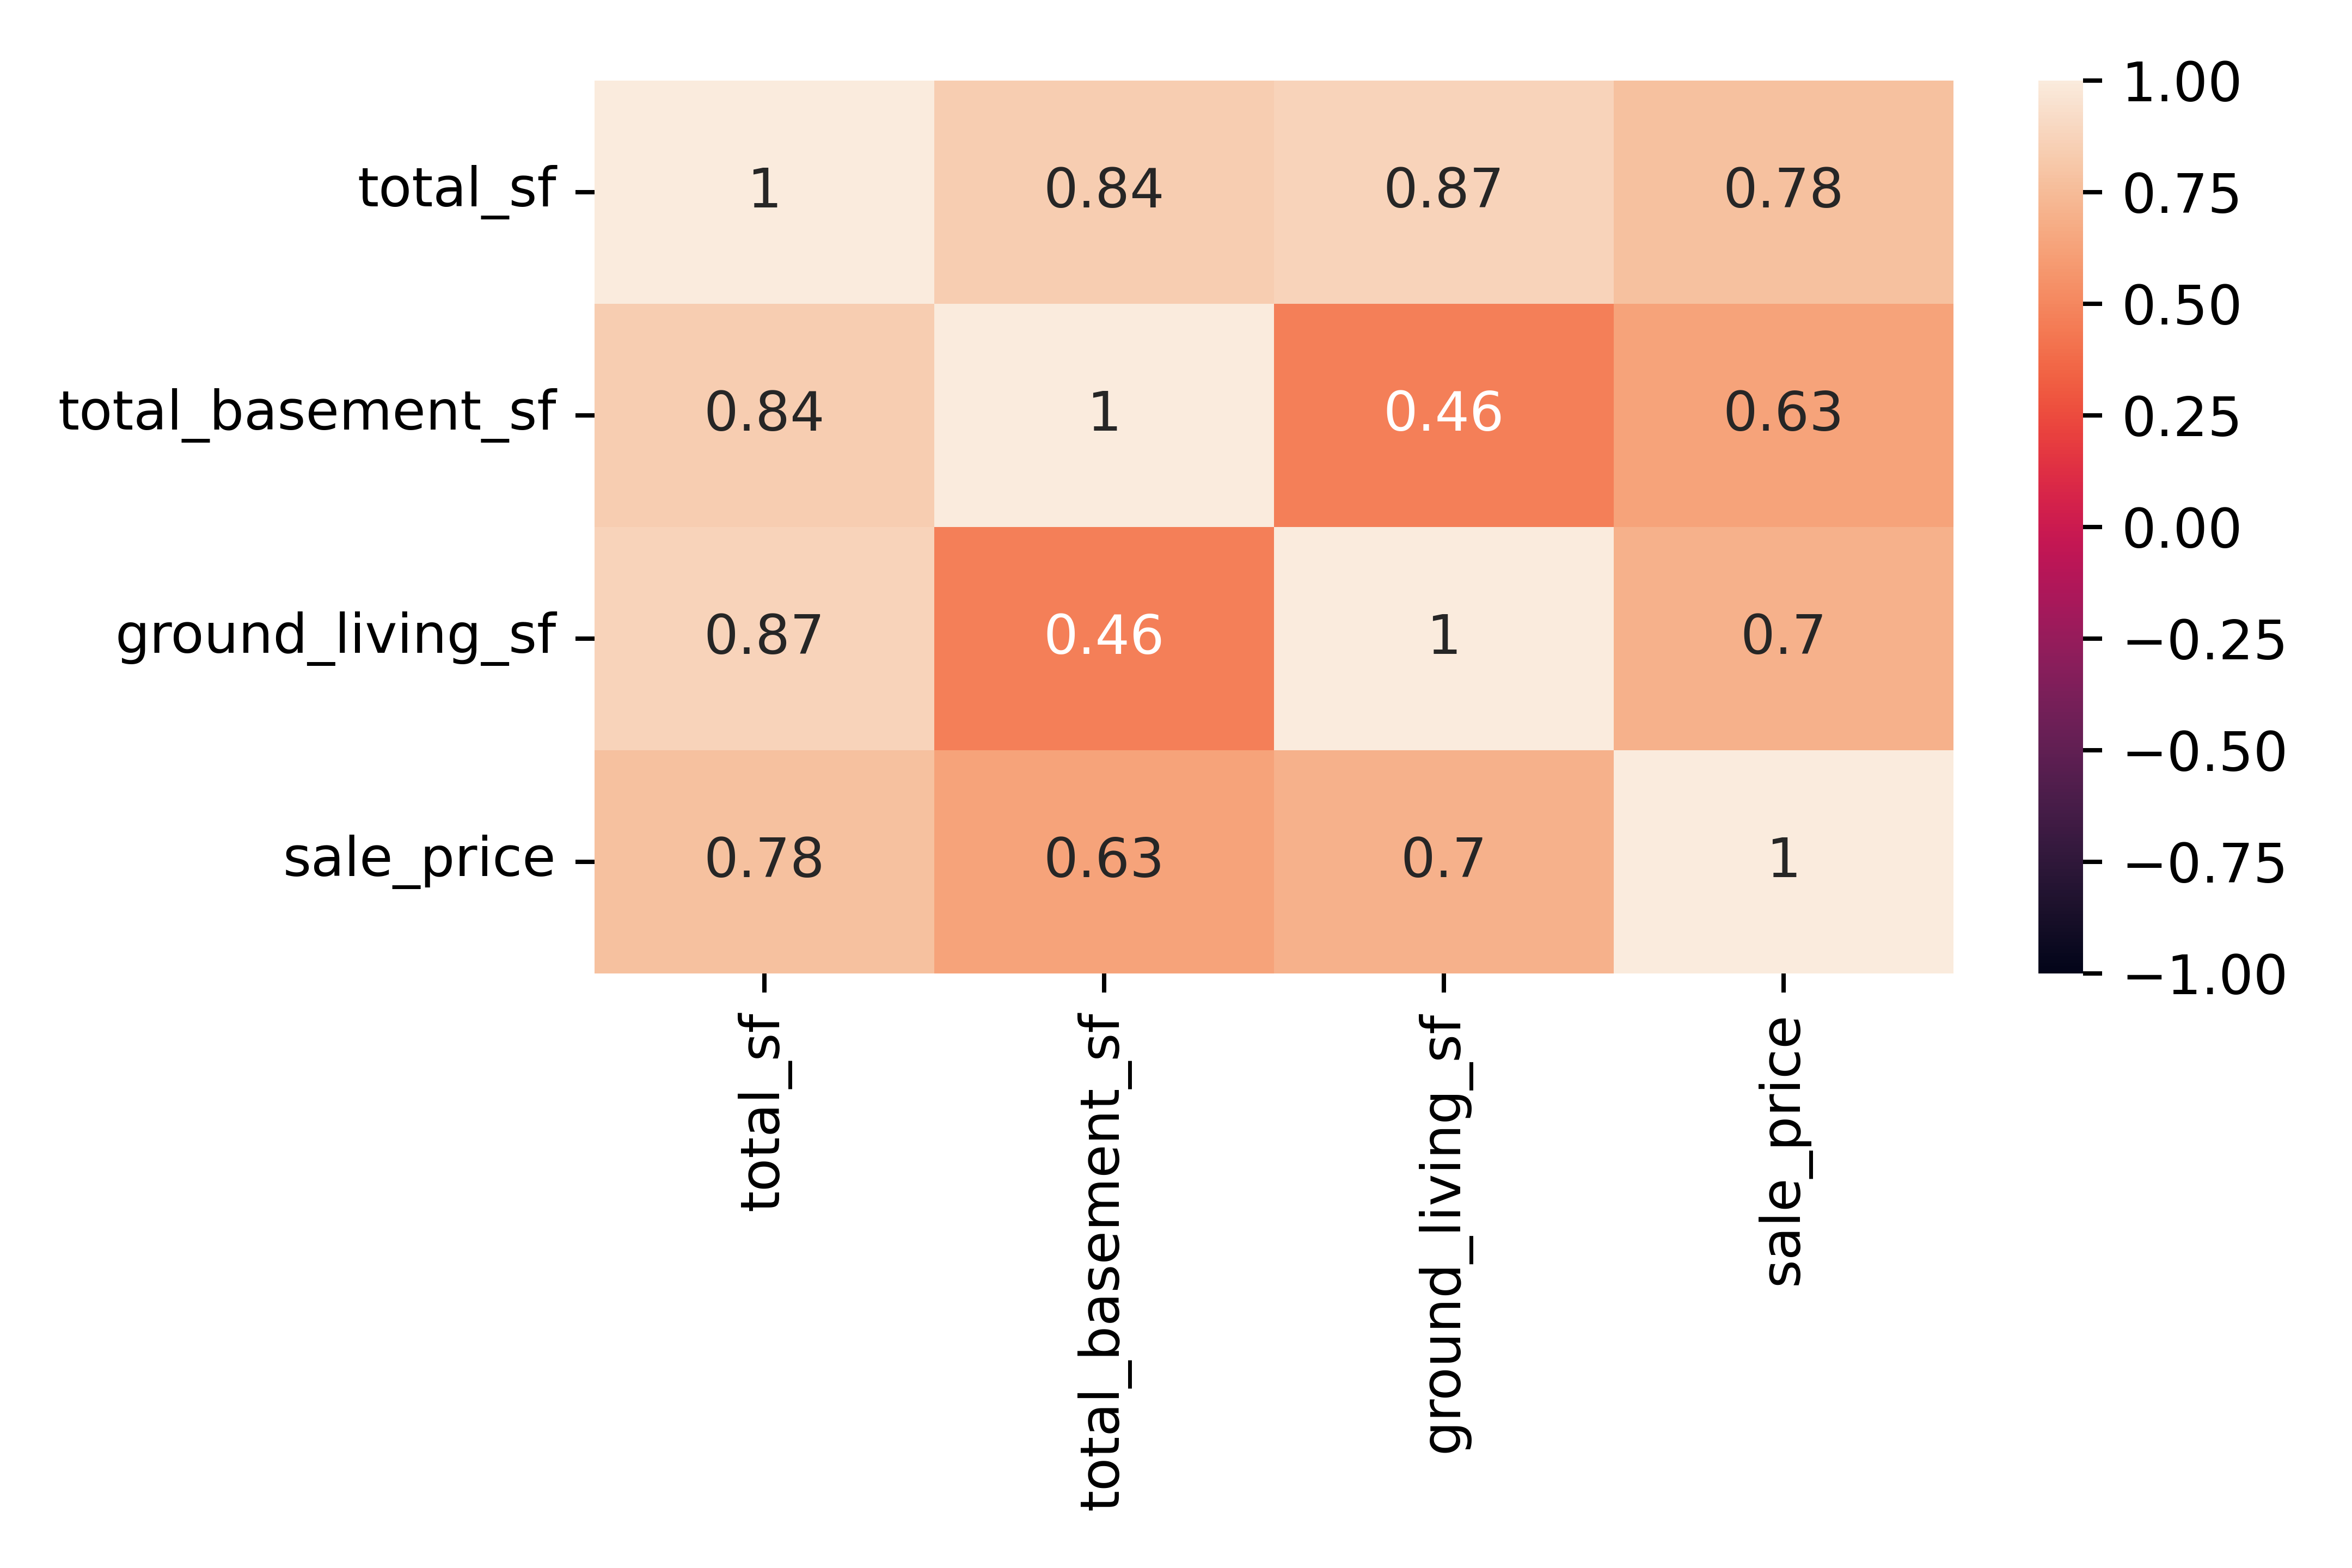 total_sf 1 0.84 0.87 0.78
total_basement_sf 0.84 1 0.46 0.63
ground_living_sf 0.87 0.46 1 0.7
sale_price 0.78 0.63 0.7 1
total_sf
total_basement_sf
ground_living_sf
sale_price
1.00
0.75
0.50
0.25
0.00
−0.25
−0.50
−0.75
−1.00